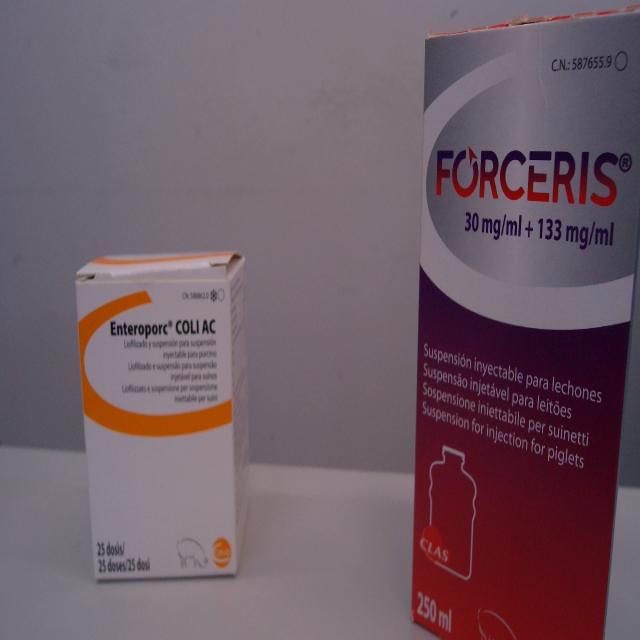 Enteroporc® COLI AC
Liofilizado y suspensión para suspensión
inyectable para porcino
Liofilizado e suspensão para suspensão
injetável para suínos
Liofilizzato e sospensione per sospensione
iniettabile per suini
25 dosis/
25 doses/25 dosi
C.N.: 587655.9
FORCERIS®
30 mg/ml + 133 mg/ml
Suspensión inyectable para lechones
Suspensão injetável para leitões
Sospensione iniettabile per suinetti
Suspension for injection for piglets
CLAS
250 ml